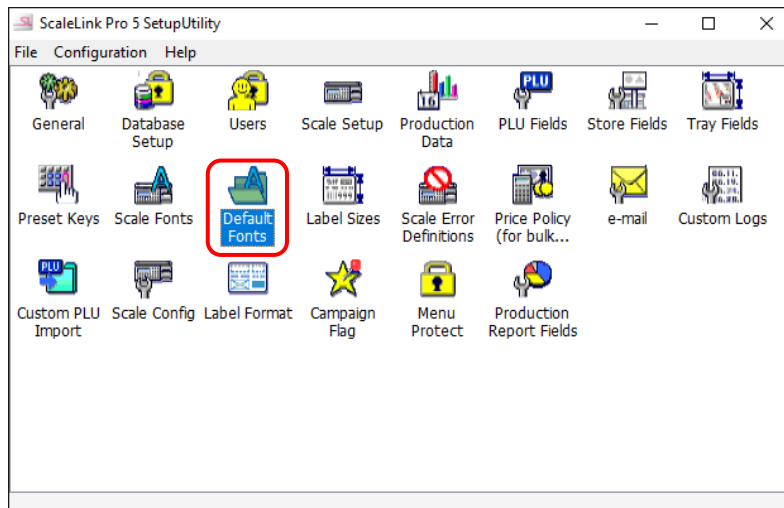 ScaleLink Pro 5 SetupUtility
File Configuration Help
General
Database
Setup
Users
Scale Setup
Production
Data
PLU Fields
Store Fields
Tray Fields
Preset Keys
Scale Fonts
Default
Fonts
Label Sizes
Scale Error
Definitions
Price Policy
(for bulk...
e-mail
Custom Logs
Custom PLU
Import
Scale Config
Label Format
Campaign
Flag
Menu
Protect
Production
Report Fields